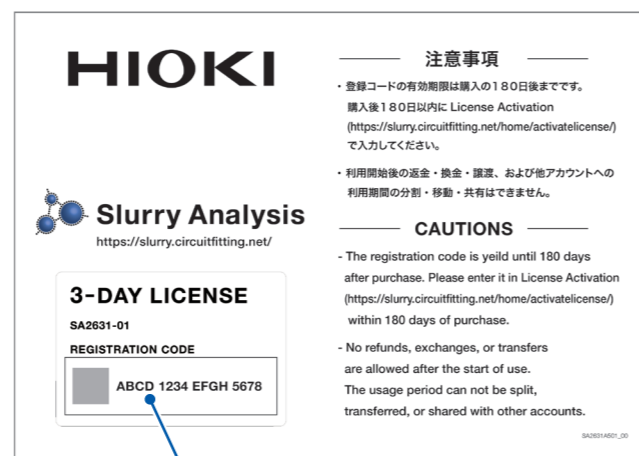 HIOKI
Slurry Analysis
https://slurry.circuitfitting.net/
3-DAY LICENSE
SA2631-01
REGISTRATION CODE
ABCD 1234 EFGH 5678
注意事項
・登録コードの有効期限は購入の180日後までです。
購入後180日以内に License Activation
(https://slurry.circuitfitting.net/home/activatelicense/)
で入力してください。
・利用開始後の返金・換金・譲渡、および他アカウントへの
利用期間の分割・移動・共有はできません。
CAUTIONS
- The registration code is yeild until 180 days
after purchase. Please enter it in License Activation
(https://slurry.circuitfitting.net/home/activatelicense/)
within 180 days of purchase.
- No refunds, exchanges, or transfers
are allowed after the start of use.
The usage period can not be split,
transferred, or shared with other accounts.
SA2631A501_00